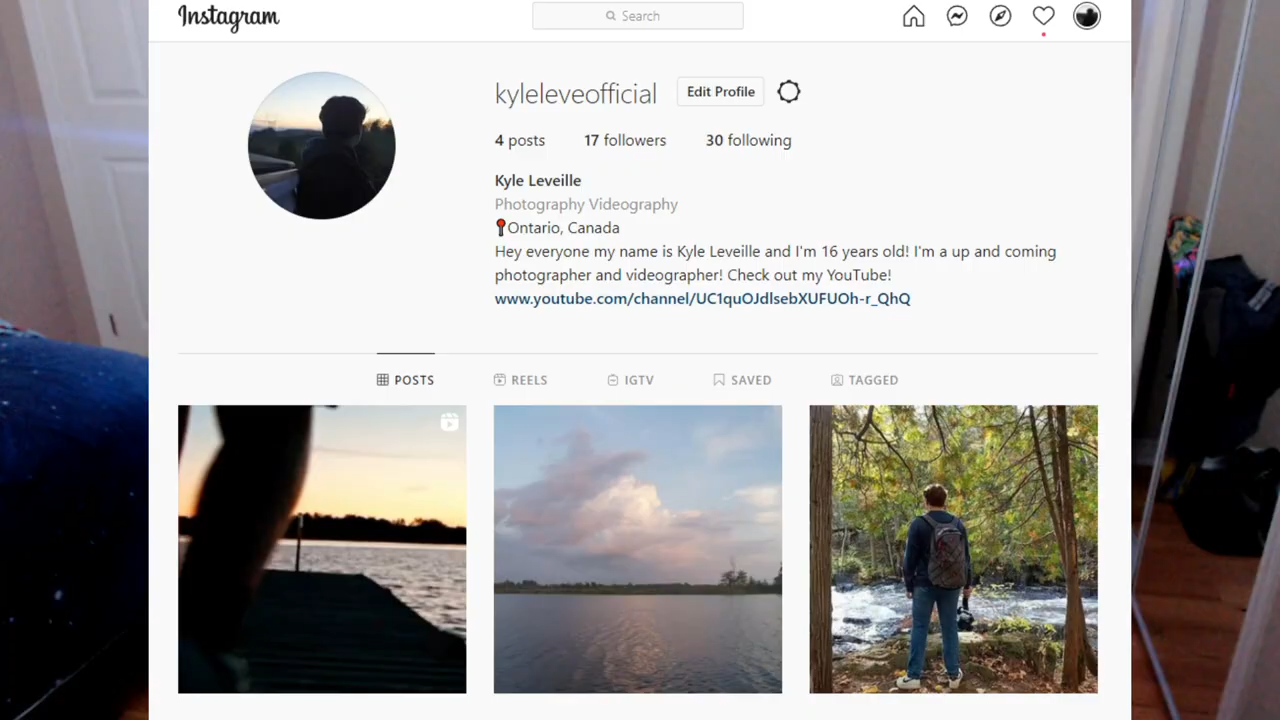 Instagram
Search
kyleleveofficial
Edit Profile
4 posts 17 followers 30 following
Kyle Leveille
Photography Videography
Ontario, Canada
Hey everyone my name is Kyle Leveille and I'm 16 years old! I'm a up and coming
photographer and videographer! Check out my YouTube!
www.youtube.com/channel/UC1quOJdlsebXUFUOh-r_QhQ
POSTS REELS IGTV SAVED TAGGED